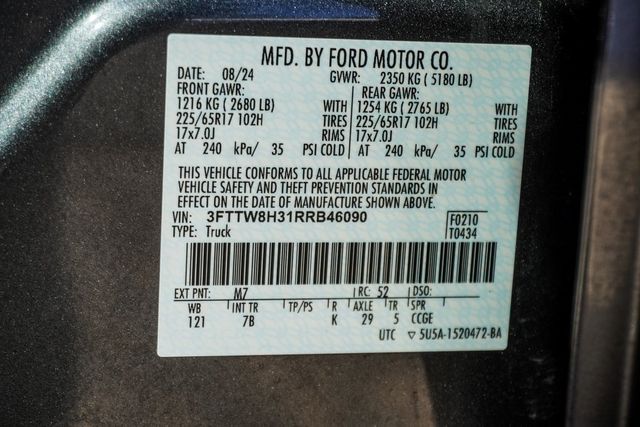 MFD. BY FORD MOTOR CO.
DATE: 08/24 GVWR: 2350 KG ( 5180 LB)
FRONT GAWR: REAR GAWR:
1216 KG ( 2680 LB) WITH 1254 KG ( 2765 LB) WITH
225/65R17 102H TIRES 225/65R17 102H TIRES
17x7.0J RIMS 17x7.0J RIMS
AT 240 kPa/ 35 PSI COLD AT 240 kPa/ 35 PSI COLD
THIS VEHICLE CONFORMS TO ALL APPLICABLE FEDERAL MOTOR
VEHICLE SAFETY AND THEFT PREVENTION STANDARDS IN
EFFECT ON THE DATE OF MANUFACTURE SHOWN ABOVE.
VIN: 3FTTW8H31RRB46090 F0210
TYPE: Truck T0434
EXT PNT: M7 RC: 52 DSO:
WB INT TR TP/PS R AXLE TR SPR
121 7B K 29 5 CCGE
UTC ▽ 5U5A-1520472-BA